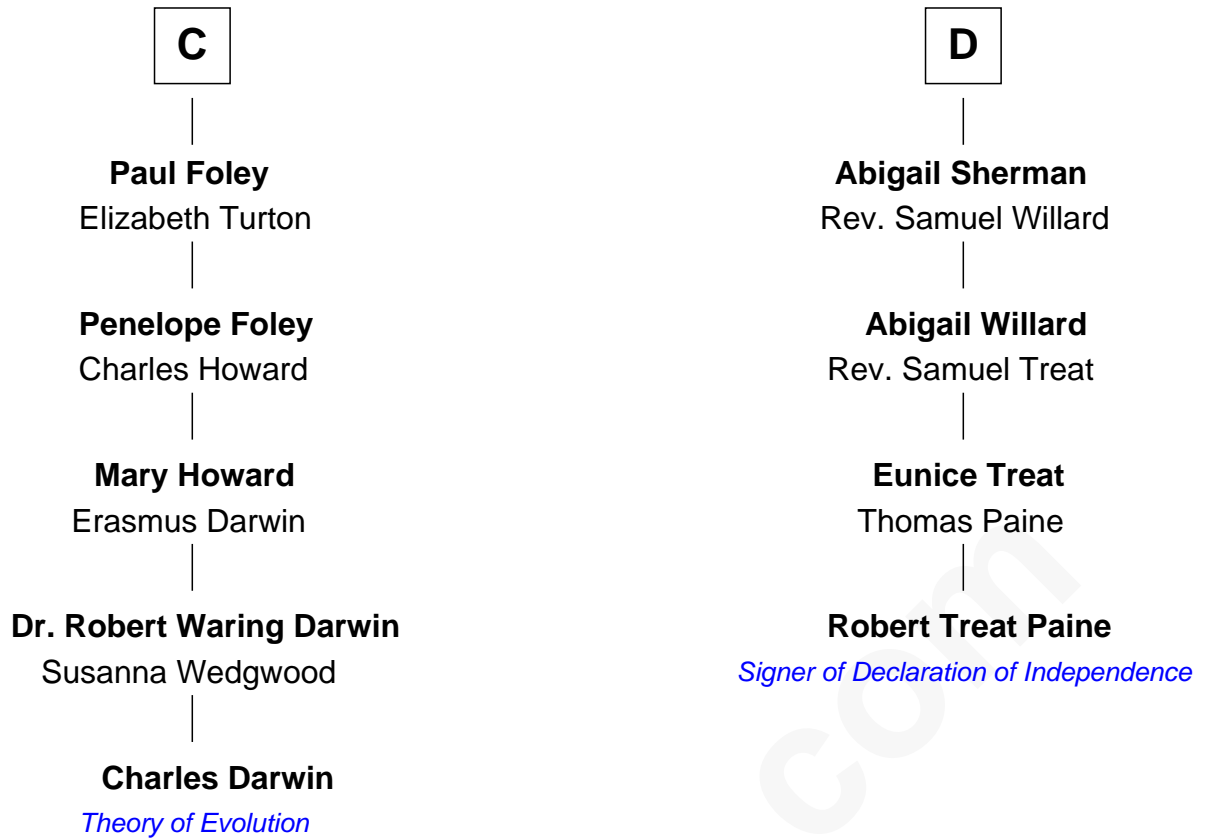 C
Paul Foley
Elizabeth Turton
Penelope Foley
Charles Howard
Mary Howard
Erasmus Darwin
Dr. Robert Waring Darwin
Susanna Wedgwood
Charles Darwin
Theory of Evolution
D
Abigail Sherman
Rev. Samuel Willard
Abigail Willard
Rev. Samuel Treat
Eunice Treat
Thomas Paine
Robert Treat Paine
Signer of Declaration of Independence
com